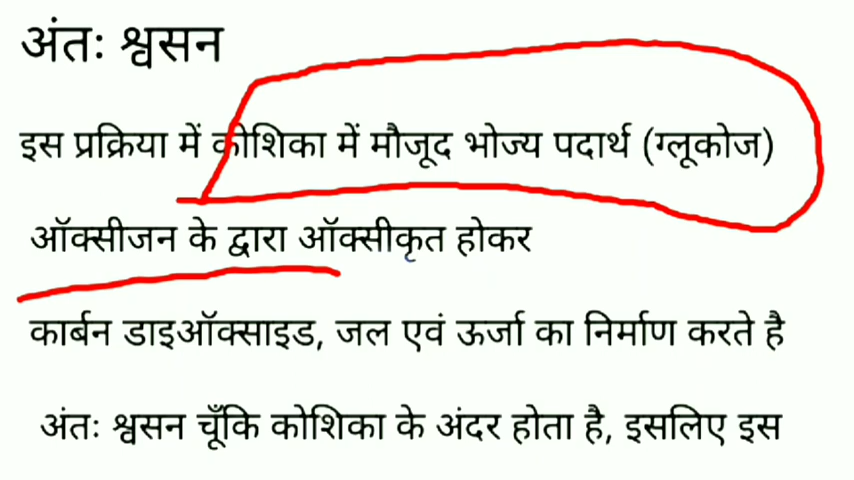 अंतः श्वसन
इस प्रक्रिया में कोशिका में मौजूद भोज्य पदार्थ (ग्लूकोज)
ऑक्सीजन के द्वारा ऑक्सीकृत होकर
कार्बन डाइऑक्साइड, जल एवं ऊर्जा का निर्माण करते है
अंतः श्वसन चूँकि कोशिका के अंदर होता है, इसलिए इस